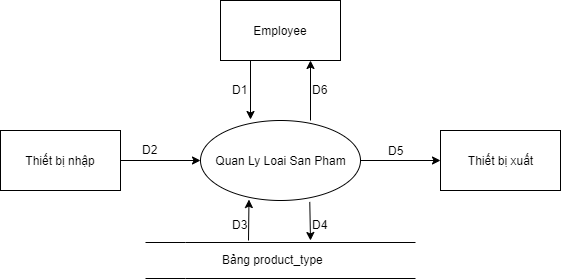 Employee
D1
D6
Thiết bị nhập
D2
Quan Ly Loai San Pham
D5
Thiết bị xuất
D3
D4
Bảng product_type